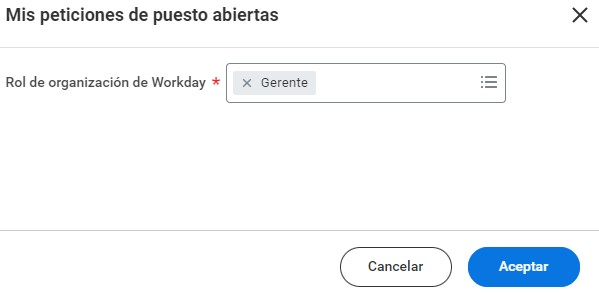 Mis peticiones de puesto abiertas
Rol de organización de Workday * × Gerente
Cancelar Aceptar